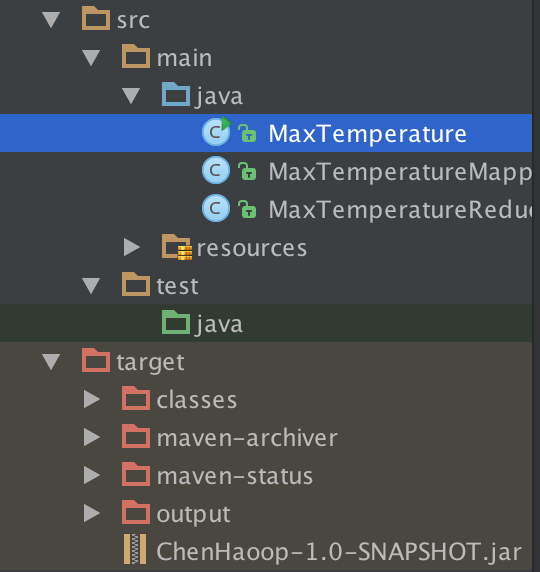 src
main
java
MaxTemperature
MaxTemperatureMapp
MaxTemperatureRedu
resources
test
java
target
classes
maven-archiver
maven-status
output
ChenHaoop-1.0-SNAPSHOT.jar